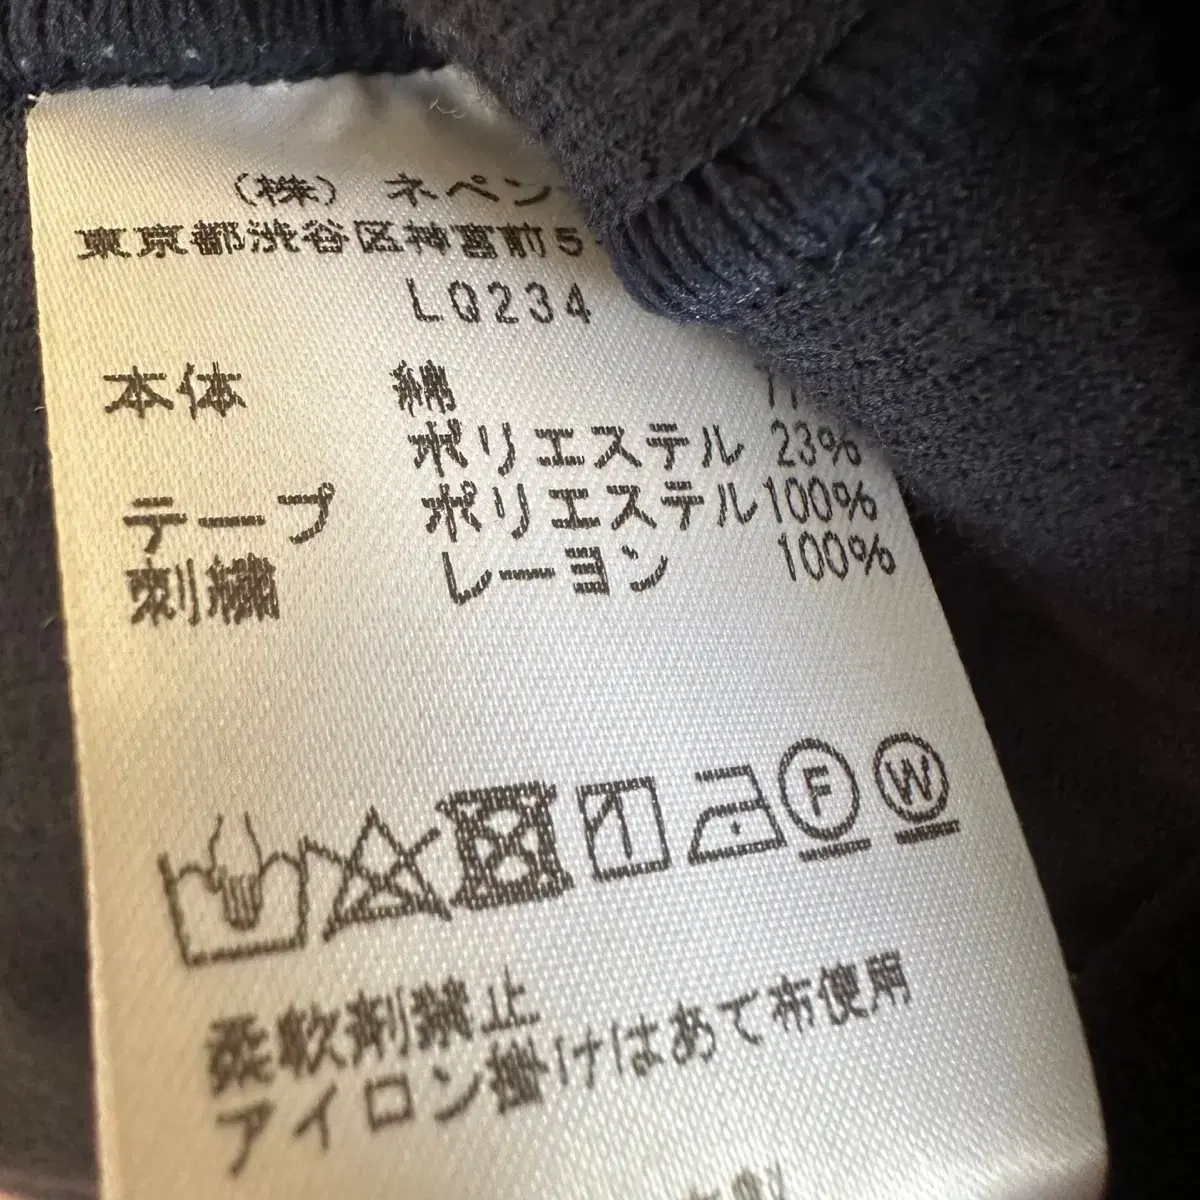 (株) ネペン
東京都渋谷区神宮前5
LQ234
本体 綿
ポリエステル 23%
テープ ポリエステル 100%
刺繍 レーヨン 100%
F W
柔軟剤禁止
アイロン掛けはあて布使用